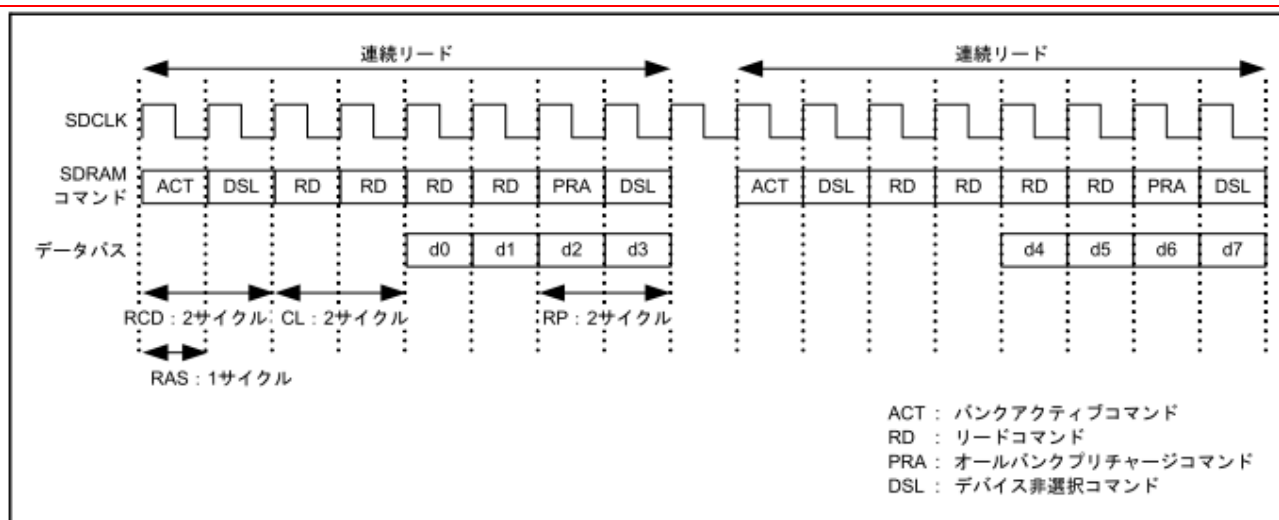 連続リード 連続リード
SDCLK
SDRAM
コマンド
ACT DSL RD RD RD RD PRA DSL ACT DSL RD RD RD RD PRA DSL
データバス d0 d1 d2 d3 d4 d5 d6 d7
RCD：2サイクル CL：2サイクル RP：2サイクル
RAS：1サイクル
ACT： バンクアクティブコマンド
RD ： リードコマンド
PRA： オールバンクプリチャージコマンド
DSL： デバイス非選択コマンド